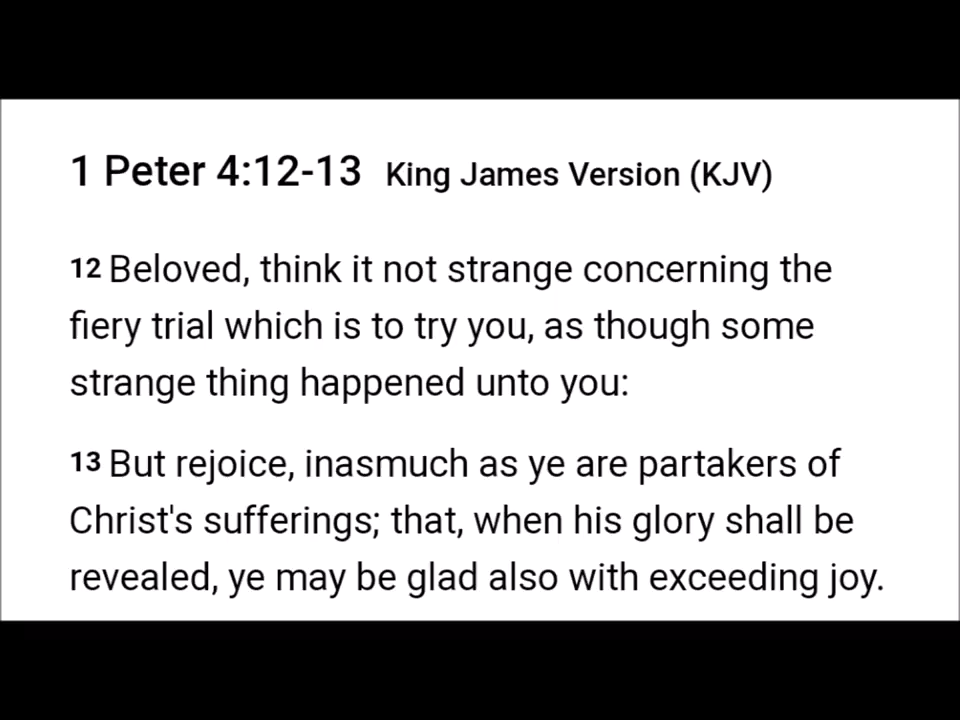 1 Peter 4:12-13 King James Version (KJV)
12 Beloved, think it not strange concerning the
fiery trial which is to try you, as though some
strange thing happened unto you:
13 But rejoice, inasmuch as ye are partakers of
Christ's sufferings; that, when his glory shall be
revealed, ye may be glad also with exceeding joy.